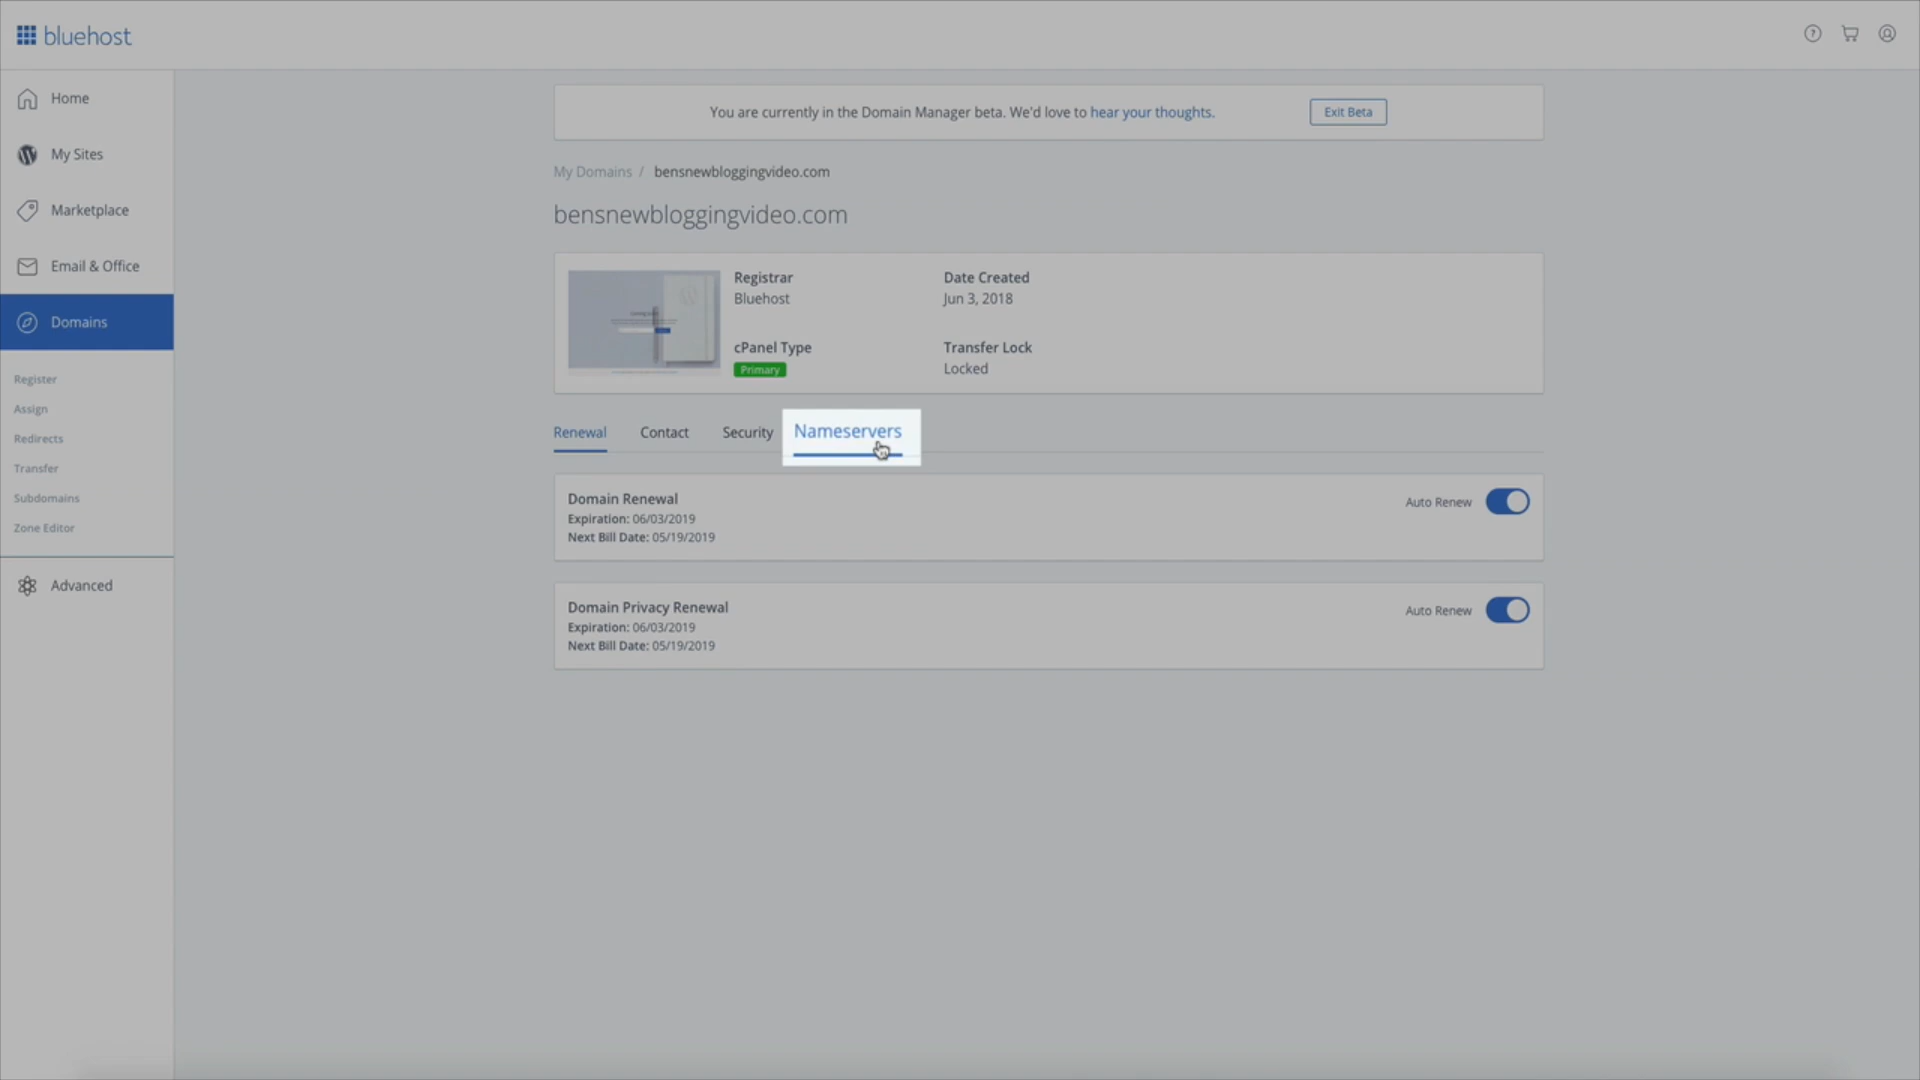 bluehost
You are currently in the Domain Manager beta. We'd love to hear your thoughts.
Exit Beta
Home
My Sites
Marketplace
Email & Office
Domains
Register
Assign
Redirects
Transfer
Subdomains
Zone Editor
Advanced
My Domains / bensnewbloggingvideo.com
bensnewbloggingvideo.com
Registrar
Bluehost
Date Created
Jun 3, 2018
cPanel Type
Primary
Transfer Lock
Locked
Renewal Contact Security Nameservers
Domain Renewal
Expiration: 06/03/2019
Next Bill Date: 05/19/2019
Auto Renew
Domain Privacy Renewal
Expiration: 06/03/2019
Next Bill Date: 05/19/2019
Auto Renew